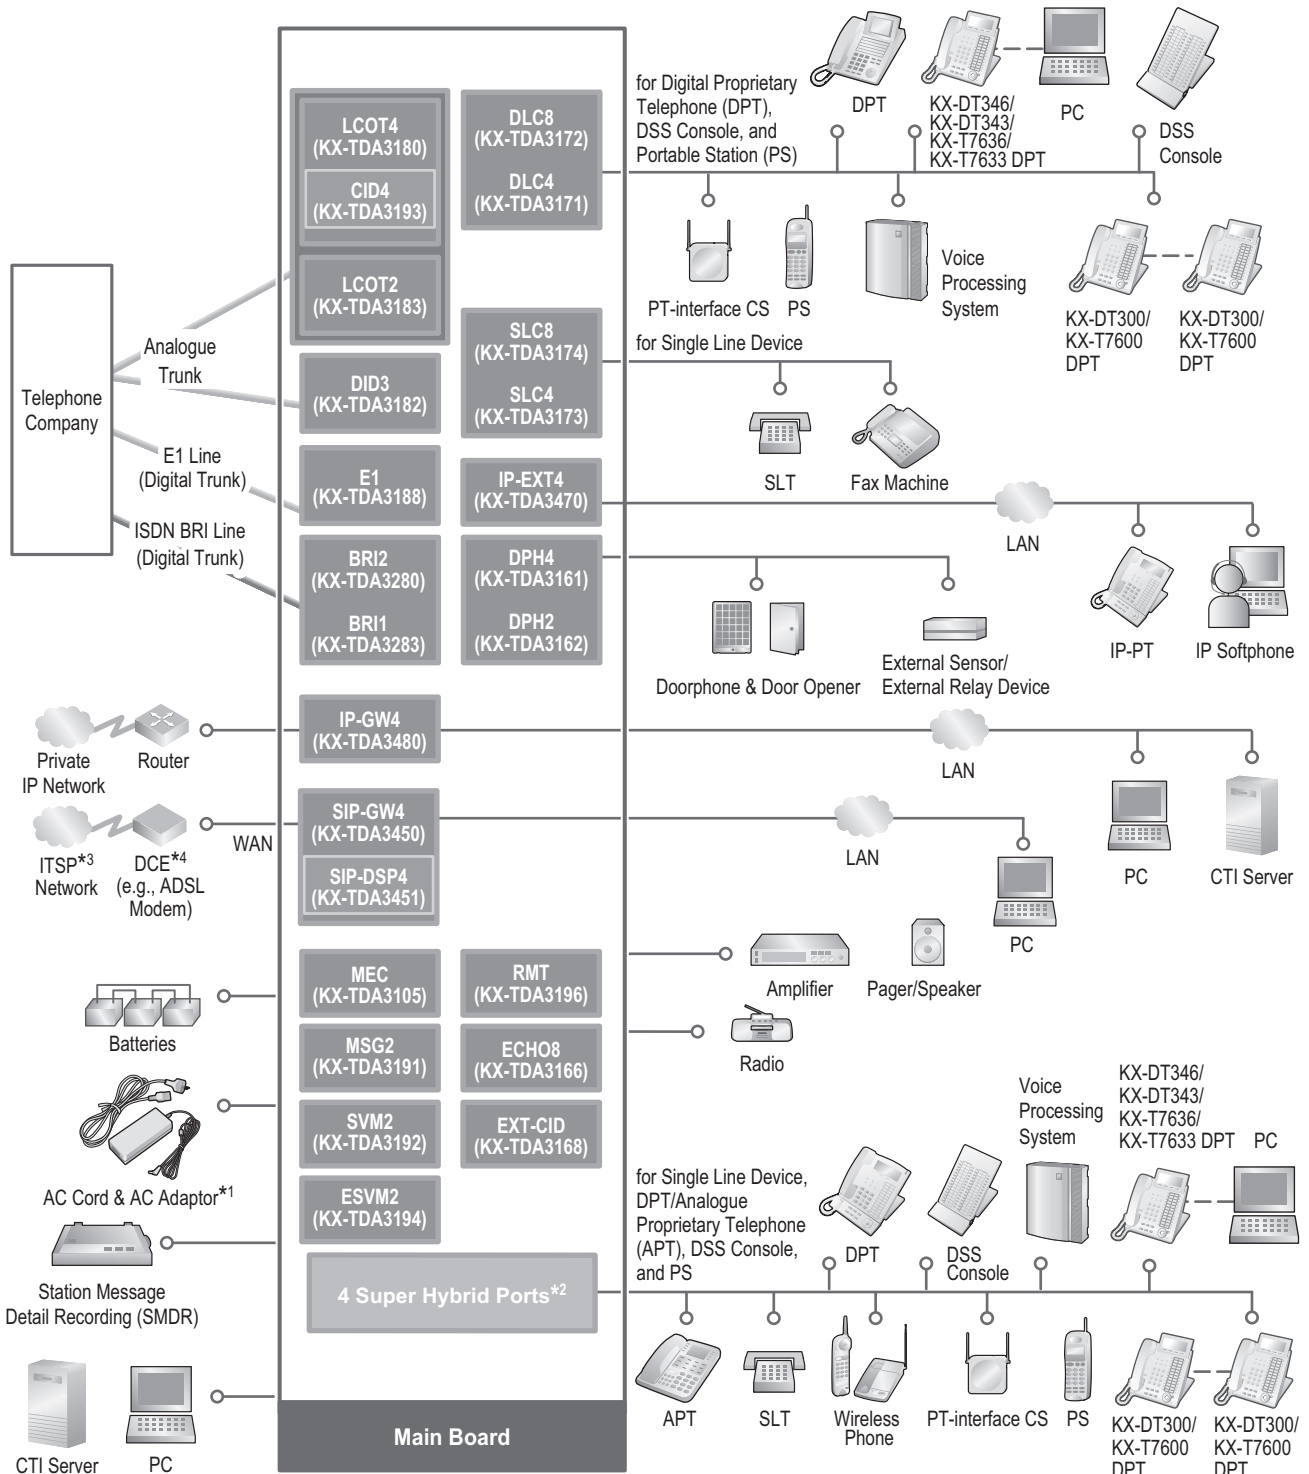 Telephone
Company
Analogue
Trunk
E1 Line
(Digital Trunk)
ISDN BRI Line
(Digital Trunk)
Private
IP Network
Router
ITSP*3
Network
DCE*4
(e.g., ADSL
Modem)
WAN
Batteries
AC Cord & AC Adaptor*1
Station Message
Detail Recording (SMDR)
CTI Server
PC
LCOT4
(KX-TDA3180)
CID4
(KX-TDA3193)
LCOT2
(KX-TDA3183)
DID3
(KX-TDA3182)
E1
(KX-TDA3188)
BRI2
(KX-TDA3280)
BRI1
(KX-TDA3283)
IP-GW4
(KX-TDA3480)
SIP-GW4
(KX-TDA3450)
SIP-DSP4
(KX-TDA3451)
MEC
(KX-TDA3105)
MSG2
(KX-TDA3191)
SVM2
(KX-TDA3192)
ESVM2
(KX-TDA3194)
DLC8
(KX-TDA3172)
DLC4
(KX-TDA3171)
SLC8
(KX-TDA3174)
SLC4
(KX-TDA3173)
IP-EXT4
(KX-TDA3470)
DPH4
(KX-TDA3161)
DPH2
(KX-TDA3162)
RMT
(KX-TDA3196)
ECHO8
(KX-TDA3166)
EXT-CID
(KX-TDA3168)
4 Super Hybrid Ports*2
Main Board
for Digital Proprietary
Telephone (DPT),
DSS Console, and
Portable Station (PS)
DPT
KX-DT346/
KX-DT343/
KX-T7636/
KX-T7633 DPT
PC
DSS
Console
PT-interface CS
PS
Voice
Processing
System
KX-DT300/
KX-T7600
DPT
KX-DT300/
KX-T7600
DPT
for Single Line Device
SLT
Fax Machine
LAN
IP-PT
IP Softphone
Doorphone & Door Opener
External Sensor/
External Relay Device
LAN
PC
CTI Server
LAN
PC
Amplifier
Pager/Speaker
Radio
for Single Line Device,
DPT/Analogue
Proprietary Telephone
(APT), DSS Console,
and PS
DPT
DSS
Console
Voice
Processing
System
KX-DT346/
KX-DT343/
KX-T7636/
KX-T7633 DPT
PC
APT
SLT
Wireless
Phone
PT-interface CS
PS
KX-DT300/
KX-T7600
DPT
KX-DT300/
KX-T7600
DPT